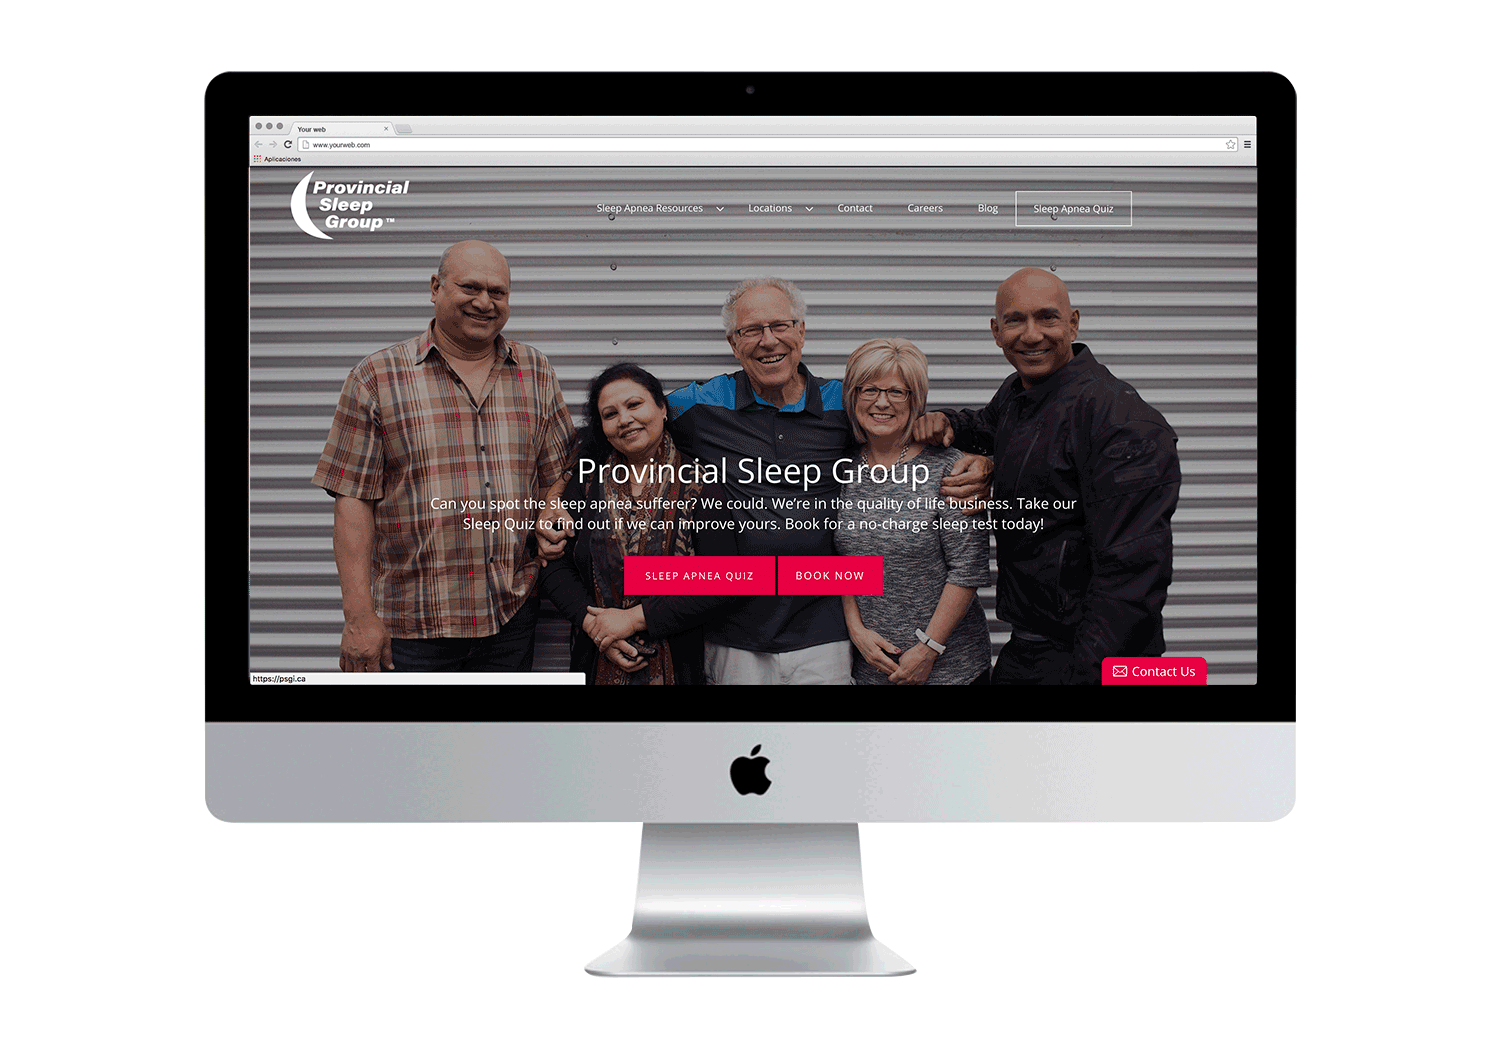 Your web
www.yourweb.com
Aplicaciones
Provincial
Sleep
Group™
Sleep Apnea Resources
Locations
Contact
Careers
Blog
Sleep Apnea Quiz
Provincial Sleep Group
Can you spot the sleep apnea sufferer? We could. We're in the quality of life business. Take our
Sleep Quiz to find out if we can improve yours. Book for a no-charge sleep test today!
SLEEP APNEA QUIZ
BOOK NOW
Contact Us
https://psgi.ca